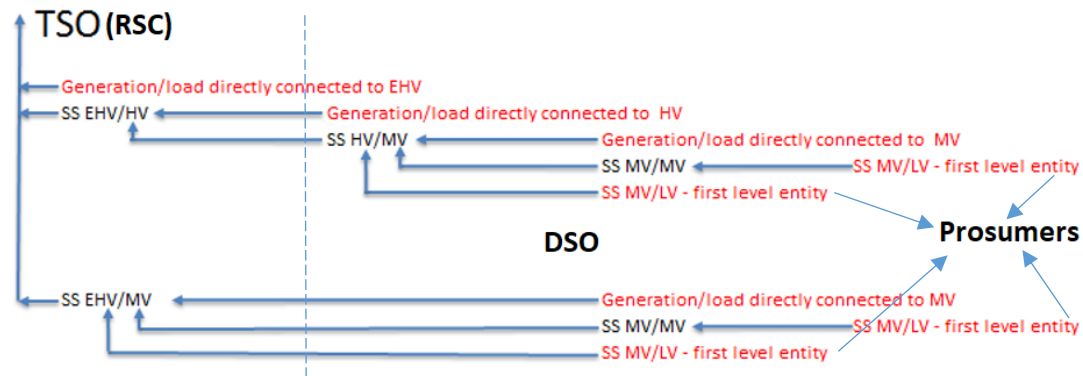 TSO (RSC)
Generation/load directly connected to EHV
SS EHV/HV
Generation/load directly connected to HV
SS HV/MV
Generation/load directly connected to MV
SS MV/MV
SS MV/LV - first level entity
SS MV/LV - first level entity
DSO
Prosumers
SS EHV/MV
Generation/load directly connected to MV
SS MV/MV
SS MV/LV - first level entity
SS MV/LV - first level entity